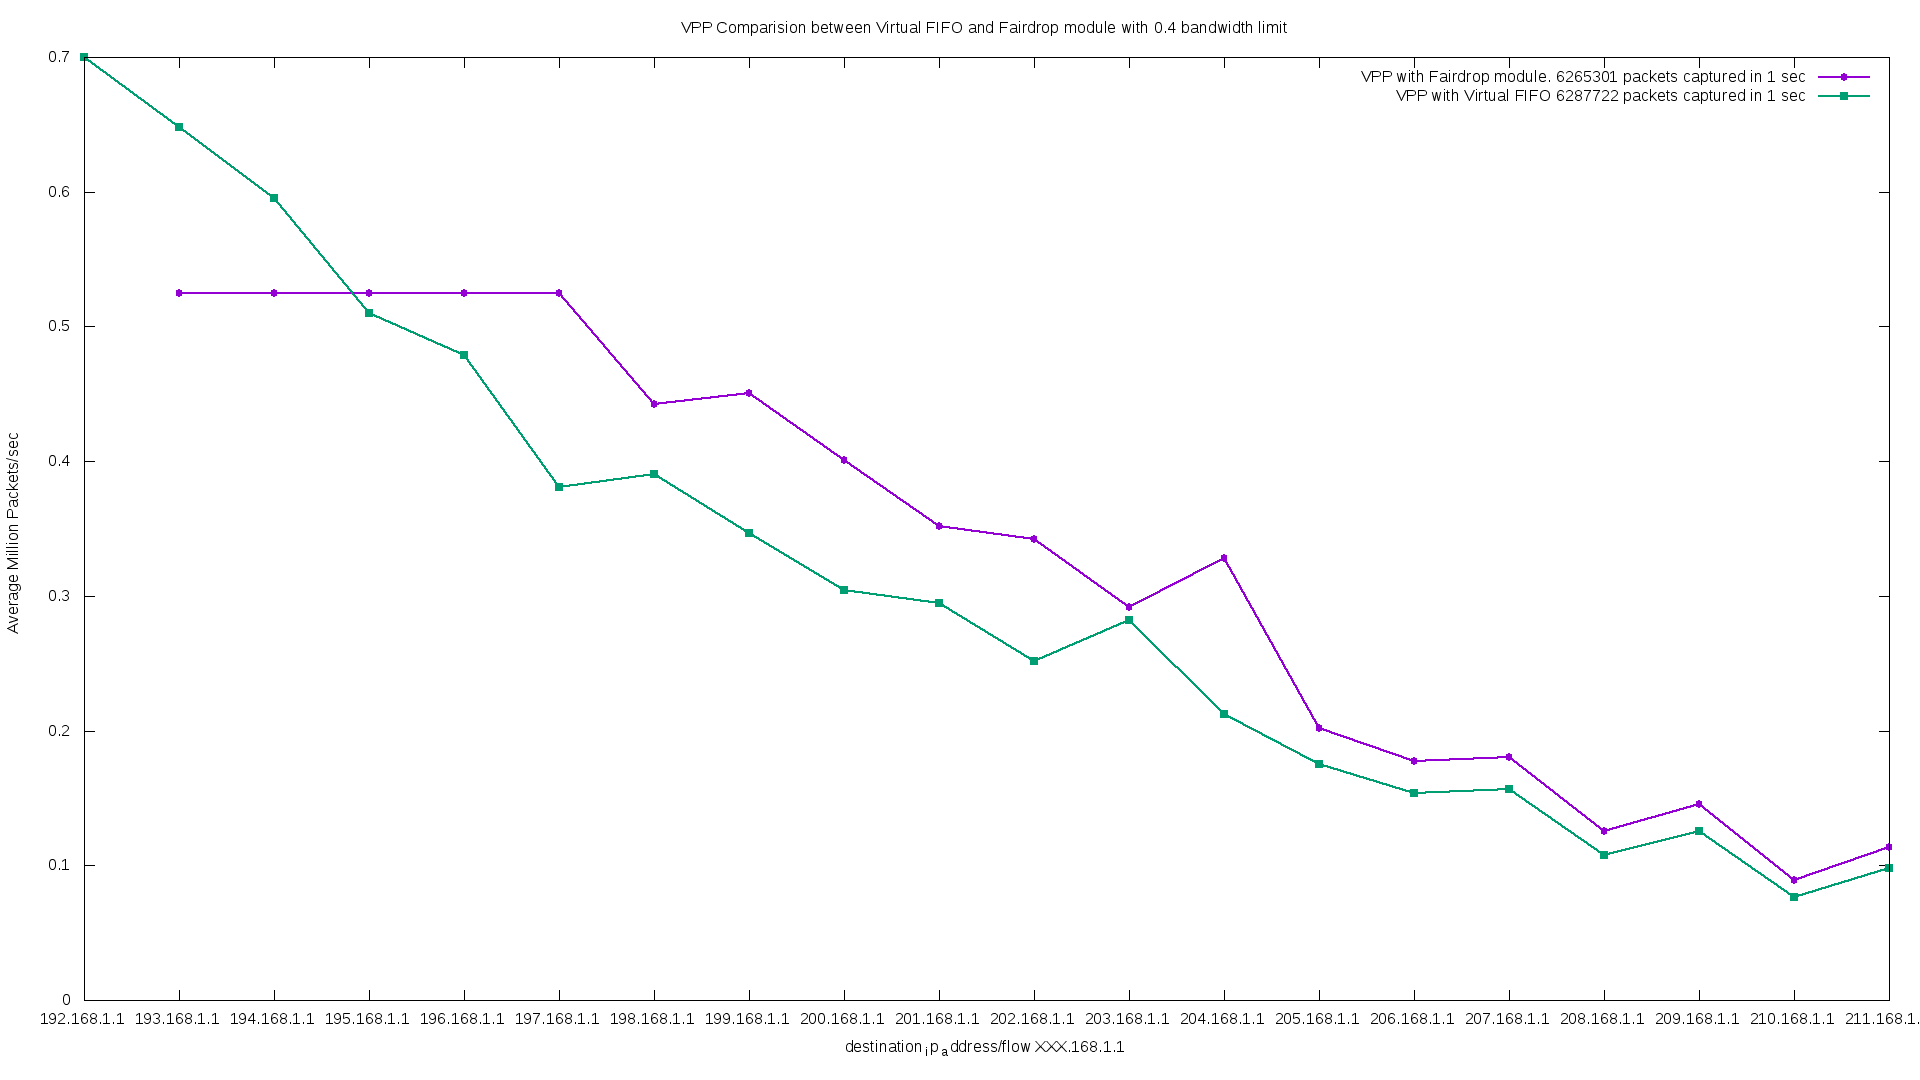 VPP Comparision between Virtual FIFO and Fairdrop module with 0.4 bandwidth limit
VPP with Fairdrop module. 6265301 packets captured in 1 sec
VPP with Virtual FIFO 6287722 packets captured in 1 sec
0.7
0.6
0.5
0.4
0.3
0.2
0.1
0
Average Million Packets/sec
192.168.1.1 193.168.1.1 194.168.1.1 195.168.1.1 196.168.1.1 197.168.1.1 198.168.1.1 199.168.1.1 200.168.1.1 201.168.1.1 202.168.1.1 203.168.1.1 204.168.1.1 205.168.1.1 206.168.1.1 207.168.1.1 208.168.1.1 209.168.1.1 210.168.1.1 211.168.1.
destinationipaddress/flow XXX.168.1.1